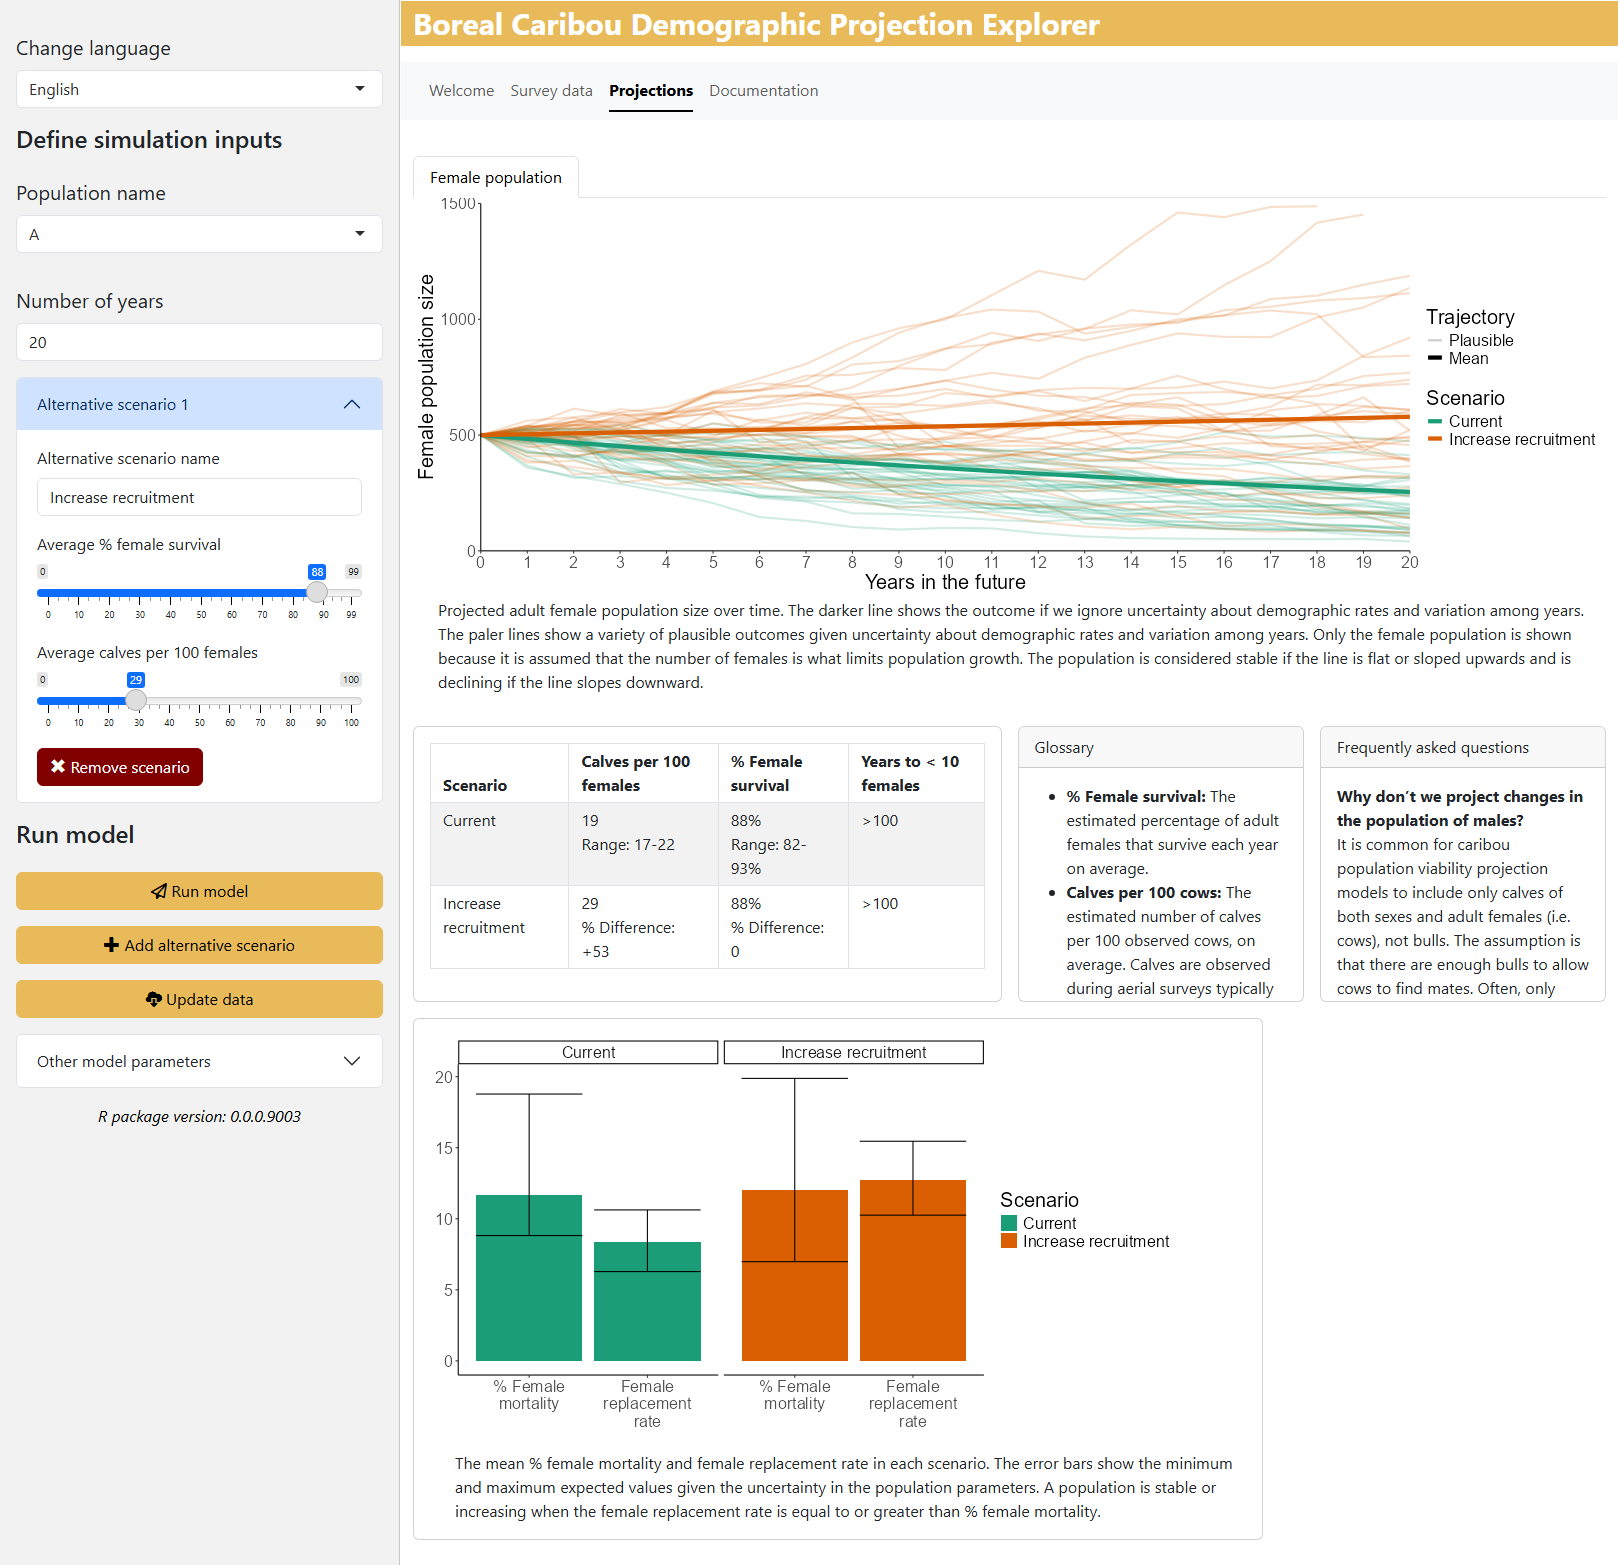 Change language
English
Define simulation inputs
Population name
A
Number of years
20
Alternative scenario 1
Alternative scenario name
Increase recruitment
Average % female survival
0 88 99
0 10 20 30 40 50 60 70 80 90 99
Average calves per 100 females
0 29 100
0 10 20 30 40 50 60 70 80 90 100
✖ Remove scenario
Run model
Run model
Add alternative scenario
Update data
Other model parameters
R package version: 0.0.0.9003
Boreal Caribou Demographic Projection Explorer
Welcome Survey data Projections Documentation
Female population
Female population size
1500
1000
500
0
0 1 2 3 4 5 6 7 8 9 10 11 12 13 14 15 16 17 18 19 20
Years in the future
Trajectory
Plausible
Mean
Scenario
Current
Increase recruitment
Projected adult female population size over time. The darker line shows the outcome if we ignore uncertainty about demographic rates and variation among years.
The paler lines show a variety of plausible outcomes given uncertainty about demographic rates and variation among years. Only the female population is shown
because it is assumed that the number of females is what limits population growth. The population is considered stable if the line is flat or sloped upwards and is
declining if the line slopes downward.
Scenario
Calves per 100
females
% Female
survival
Years to < 10
females
Current
19
Range: 17-22
88%
Range: 82-
93%
>100
Increase
recruitment
29
% Difference:
+53
88%
% Difference:
0
>100
Glossary
• % Female survival: The
estimated percentage of adult
females that survive each year
on average.
• Calves per 100 cows: The
estimated number of calves
per 100 observed cows, on
average. Calves are observed
during aerial surveys typically
Frequently asked questions
Why don't we project changes in
the population of males?
It is common for caribou
population viability projection
models to include only calves of
both sexes and adult females (i.e.
cows), not bulls. The assumption is
that there are enough bulls to allow
cows to find mates. Often, only
Current
Increase recruitment
20
15
10
5
0
% Female
mortality
Female
replacement
rate
% Female
mortality
Female
replacement
rate
Scenario
Current
Increase recruitment
The mean % female mortality and female replacement rate in each scenario. The error bars show the minimum
and maximum expected values given the uncertainty in the population parameters. A population is stable or
increasing when the female replacement rate is equal to or greater than % female mortality.